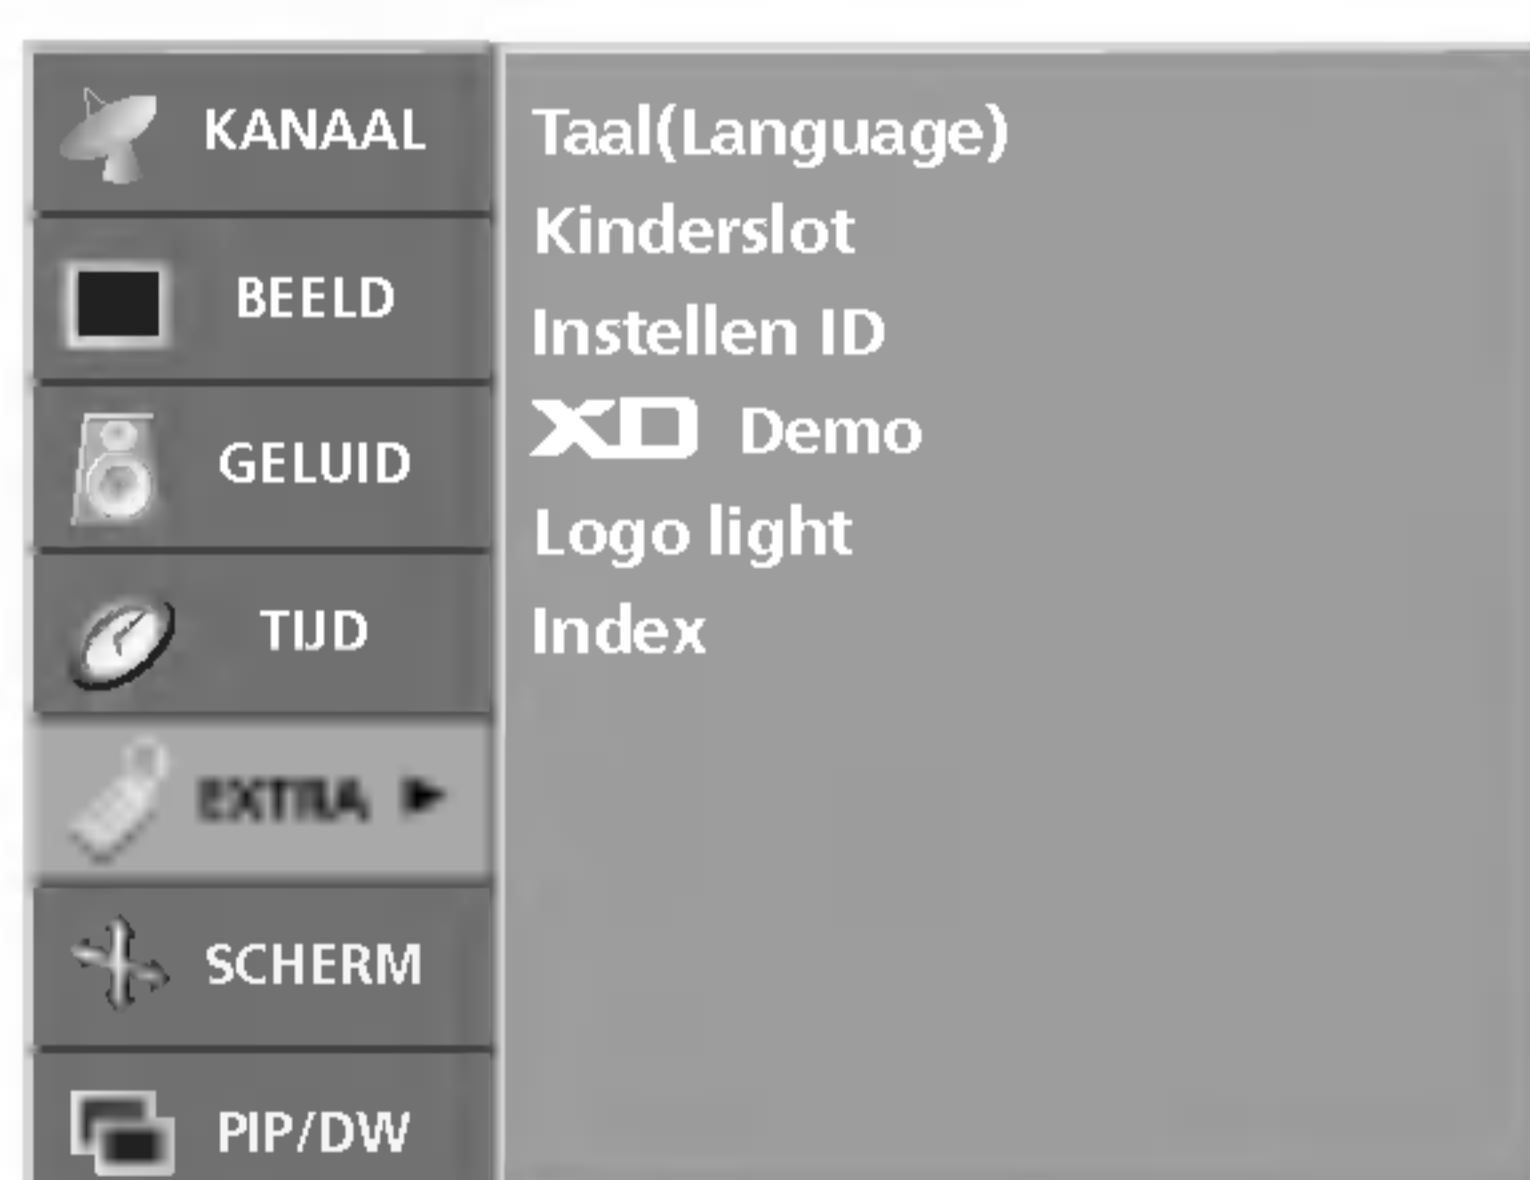 KANAAL
BEELD
GELUID
TIJD
EXTRA ►
SCHERM
PIP/DW
Taal(Language)
Kinderslot
Instellen ID
XD Demo
Logo light
Index